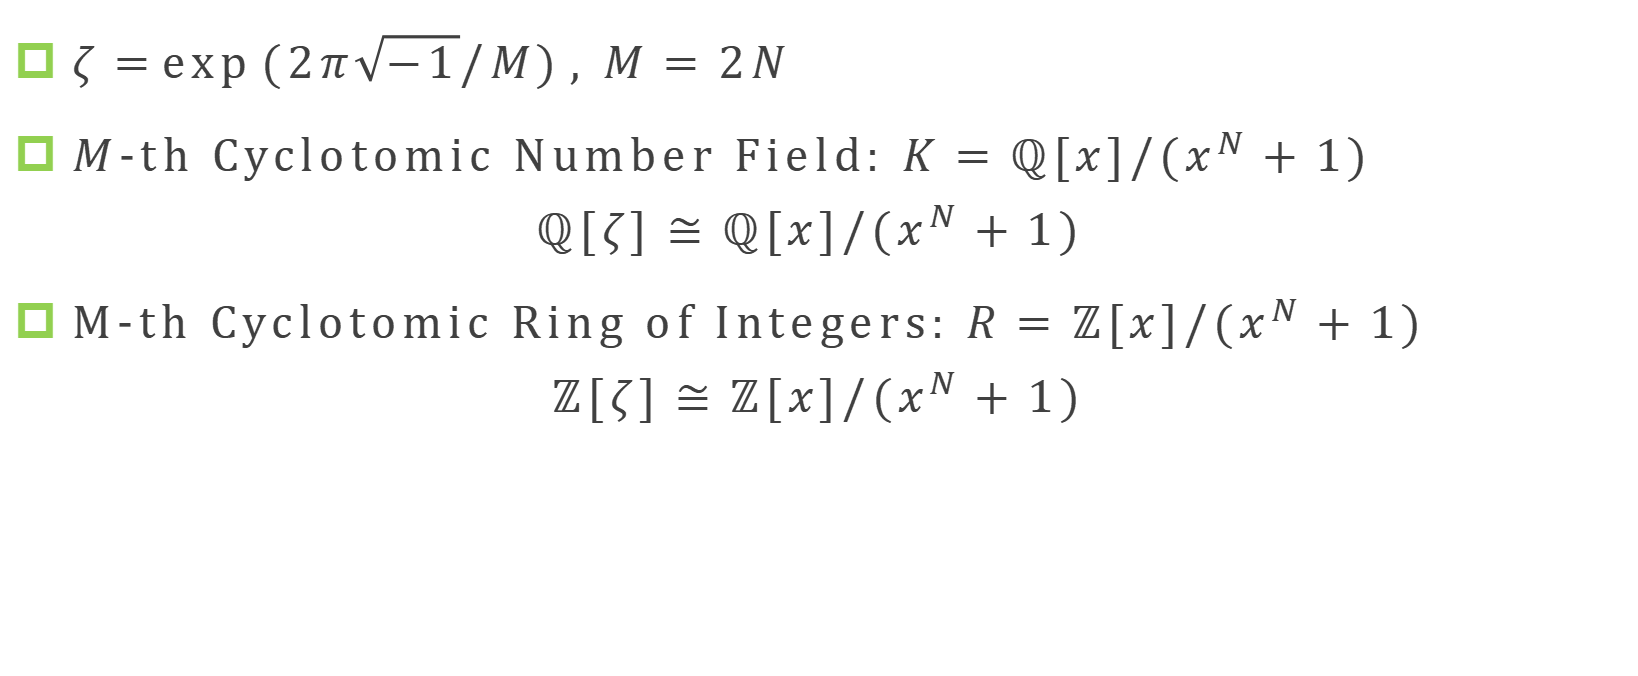 ζ = exp (2π√−1/M), M = 2N
M-th Cyclotomic Number Field: K = ℚ[x]/(x^N + 1)
ℚ[ζ] ≅ ℚ[x]/(x^N + 1)
M-th Cyclotomic Ring of Integers: R = ℤ[x]/(x^N + 1)
ℤ[ζ] ≅ ℤ[x]/(x^N + 1)